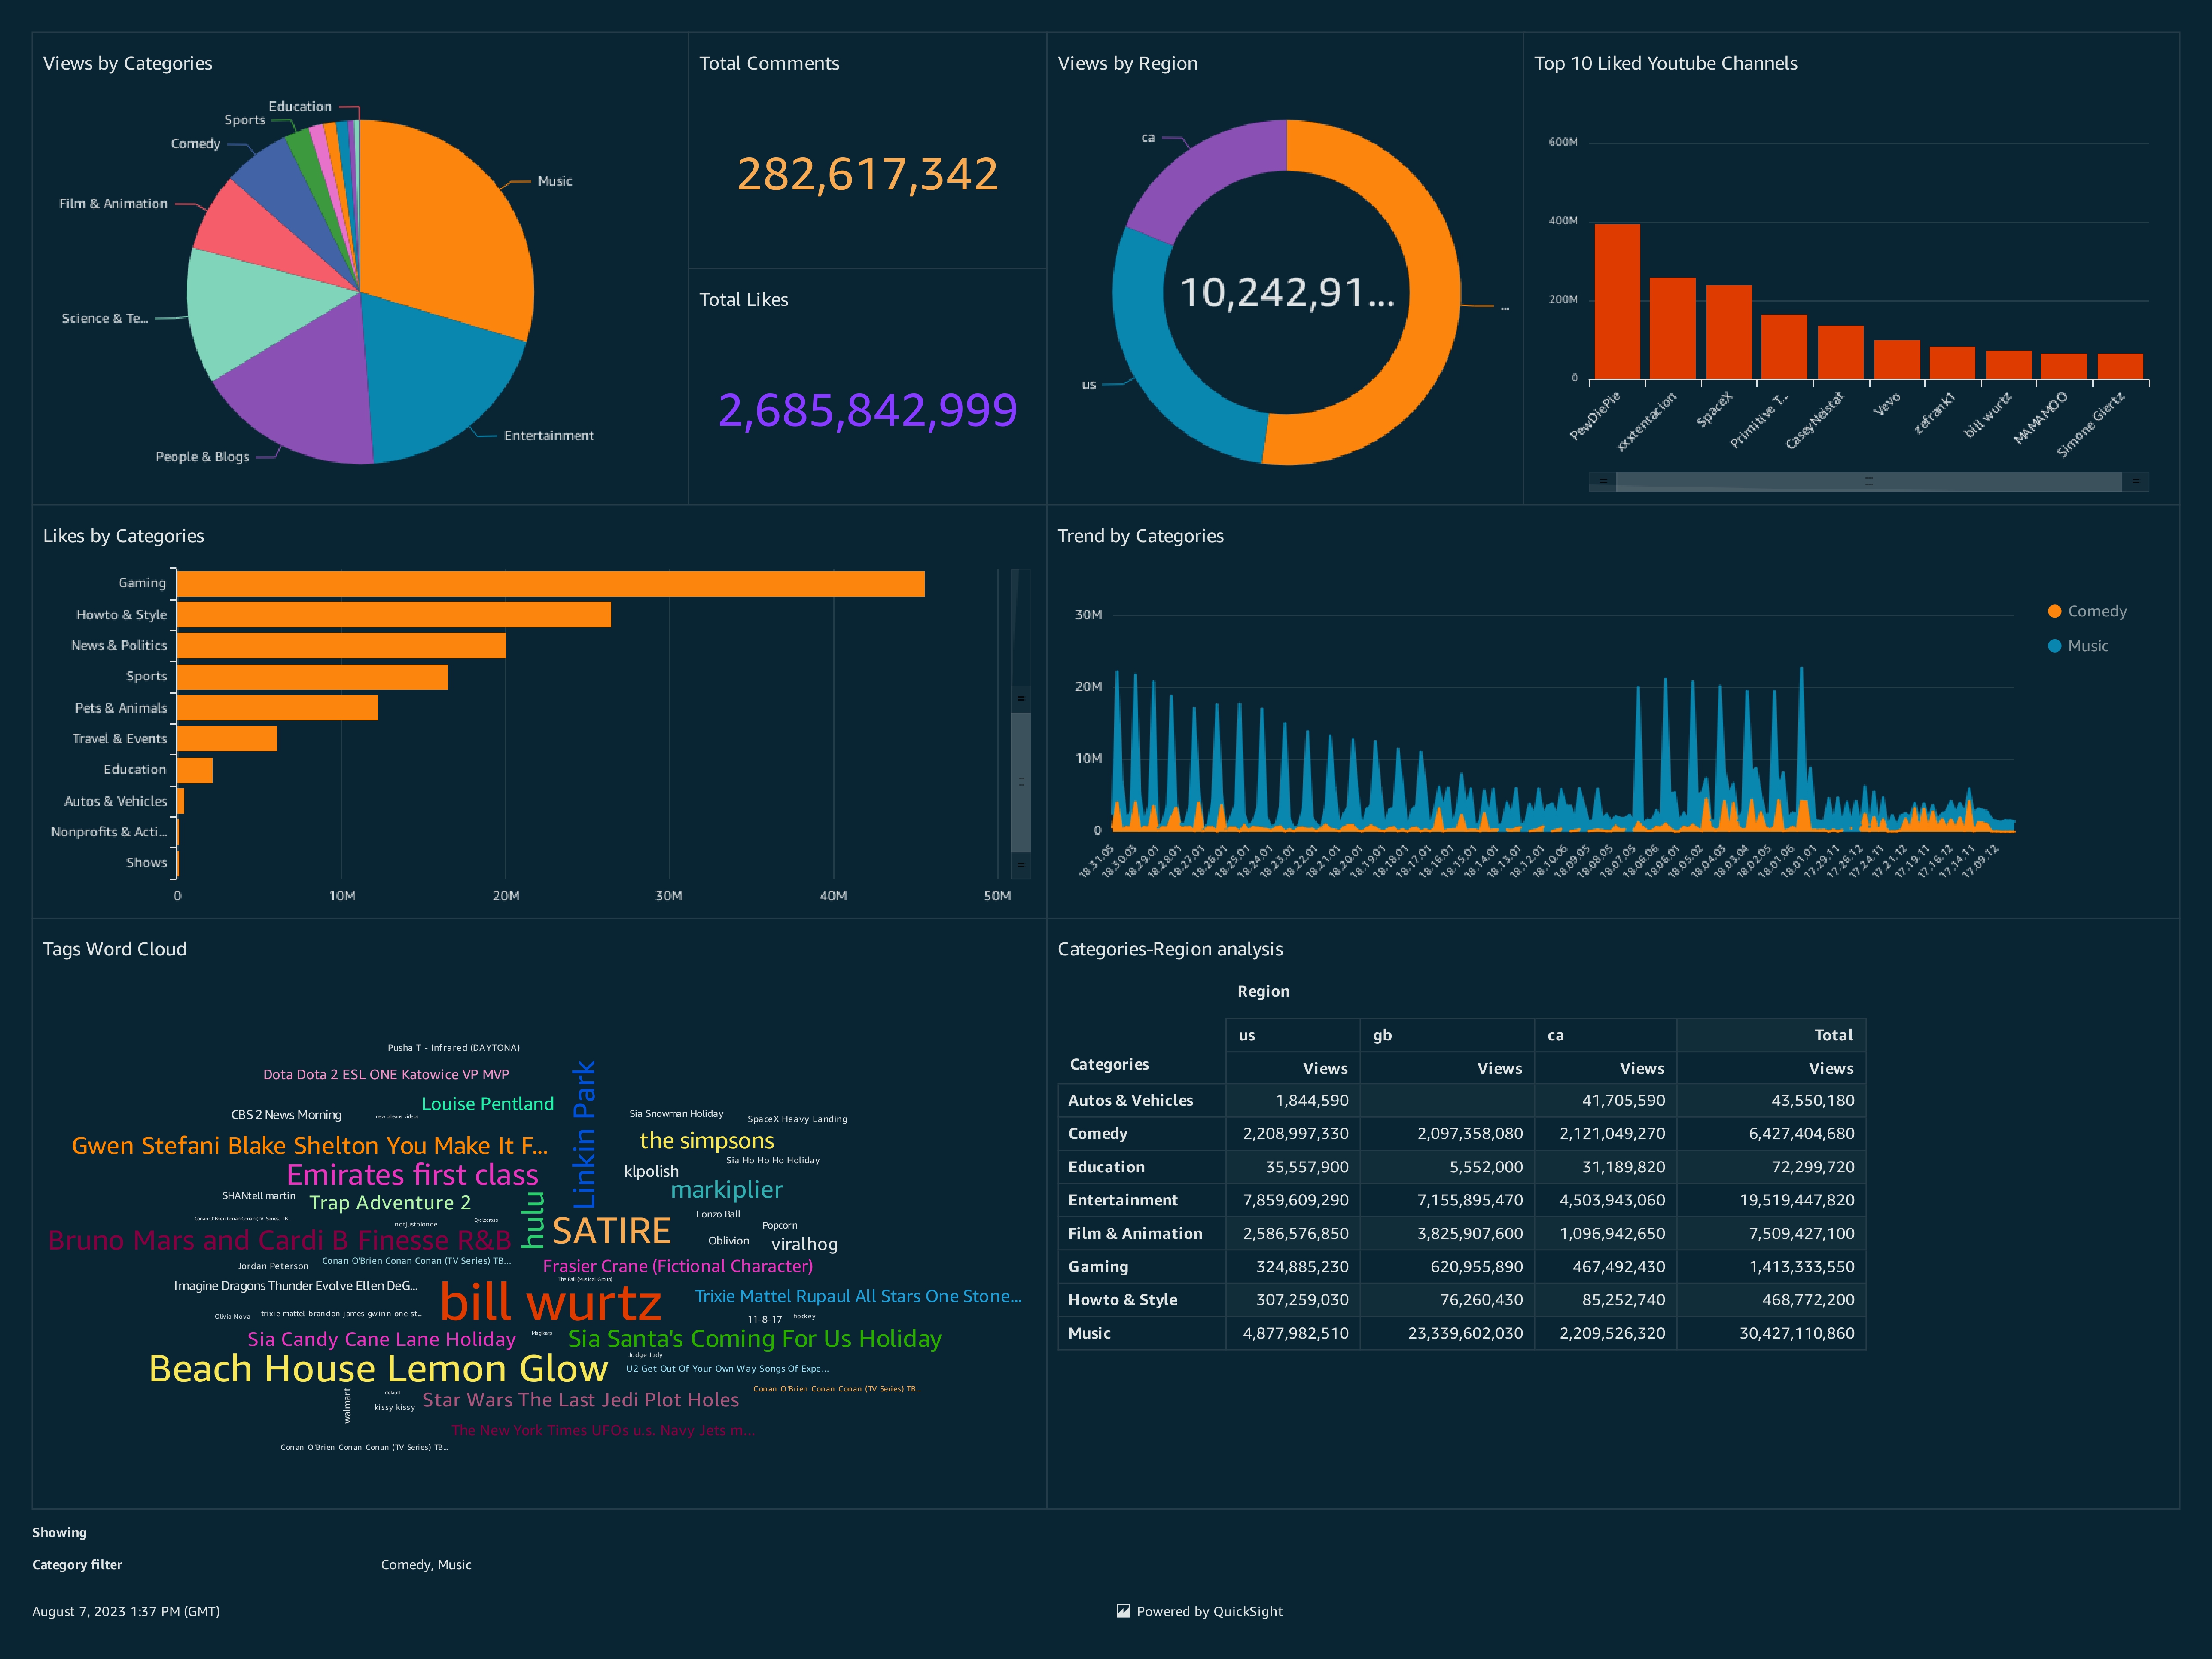 Views by Categories
Education
Sports
Comedy
Music
Film & Animation
Science & Te...
Entertainment
People & Blogs
Total Comments
282,617,342
Total Likes
2,685,842,999
Views by Region
ca
10,242,91...
...
us
Top 10 Liked Youtube Channels
600M
400M
200M
0
PewDiePie
xxxtentacion
SpaceX
Primitive T...
CaseyNeistat
Vevo
zefrank1
bill wurtz
MAMAMOO
Simone Giertz
Likes by Categories
Gaming
Howto & Style
News & Politics
Sports
Pets & Animals
Travel & Events
Education
Autos & Vehicles
Nonprofits & Acti...
Shows
0 10M 20M 30M 40M 50M
Trend by Categories
30M
20M
10M
0
Comedy
Music
18.31.05
18.30.03
18.29.01
18.28.01
18.27.01
18.26.01
18.25.01
18.24.01
18.23.01
18.22.01
18.21.01
18.20.01
18.19.01
18.18.01
18.17.01
18.16.01
18.15.01
18.14.01
18.13.01
18.12.01
18.10.06
18.09.05
18.08.05
18.07.05
18.06.06
18.06.01
18.05.02
18.04.03
18.03.04
18.02.05
18.01.06
18.01.01
17.29.11
17.26.12
17.24.11
17.21.12
17.19.11
17.16.12
17.14.11
17.09.12
Tags Word Cloud
Pusha T - Infrared (DAYTONA)
Dota Dota 2 ESL ONE Katowice VP MVP
Linkin Park
Louise Pentland
CBS 2 News Morning
new orleans videos
Sia Snowman Holiday
SpaceX Heavy Landing
Gwen Stefani Blake Shelton You Make It F...
the simpsons
Sia Ho Ho Ho Holiday
Emirates first class
klpolish
markiplier
SHANtell martin
Trap Adventure 2
hulu
Lonzo Ball
Conan O'Brien Conan Conan (TV Series) TB...
notjustblonde
Cyclocross
SATIRE
Popcorn
Bruno Mars and Cardi B Finesse R&B
Oblivion
viralhog
Jordan Peterson
Conan O'Brien Conan Conan (TV Series) TB...
Frasier Crane (Fictional Character)
The Fall (Musical Group)
Imagine Dragons Thunder Evolve Ellen DeG...
bill wurtz
Trixie Mattel Rupaul All Stars One Stone...
Olivia Nova
trixie mattel brandon james gwinn one st...
11-8-17
hockey
Sia Candy Cane Lane Holiday
Magikarp
Sia Santa's Coming For Us Holiday
Judge Judy
Beach House Lemon Glow
U2 Get Out Of Your Own Way Songs Of Expe...
walmart
default
kissy kissy
Star Wars The Last Jedi Plot Holes
Conan O'Brien Conan Conan (TV Series) TB...
The New York Times UFOs u.s. Navy Jets m...
Conan O'Brien Conan Conan (TV Series) TB...
Categories-Region analysis
Region
us gb ca Total
Categories Views Views Views Views
Autos & Vehicles 1,844,590 41,705,590 43,550,180
Comedy 2,208,997,330 2,097,358,080 2,121,049,270 6,427,404,680
Education 35,557,900 5,552,000 31,189,820 72,299,720
Entertainment 7,859,609,290 7,155,895,470 4,503,943,060 19,519,447,820
Film & Animation 2,586,576,850 3,825,907,600 1,096,942,650 7,509,427,100
Gaming 324,885,230 620,955,890 467,492,430 1,413,333,550
Howto & Style 307,259,030 76,260,430 85,252,740 468,772,200
Music 4,877,982,510 23,339,602,030 2,209,526,320 30,427,110,860
Showing
Category filter Comedy, Music
August 7, 2023 1:37 PM (GMT)
Powered by QuickSight